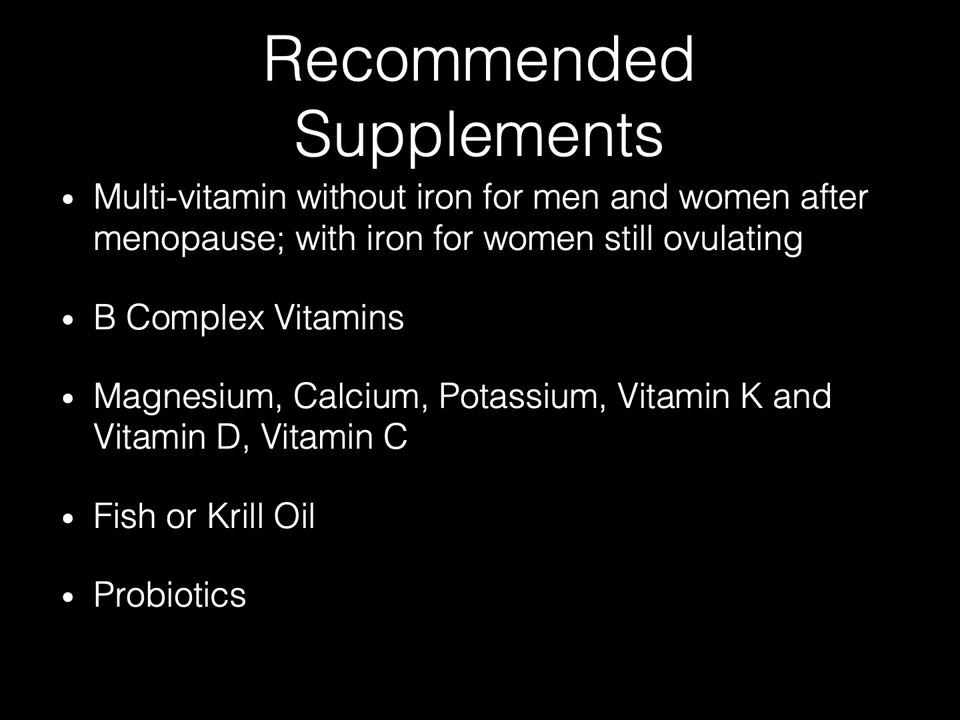 Recommended
Supplements
• Multi-vitamin without iron for men and women after
menopause; with iron for women still ovulating
• B Complex Vitamins
• Magnesium, Calcium, Potassium, Vitamin K and
Vitamin D, Vitamin C
• Fish or Krill Oil
• Probiotics